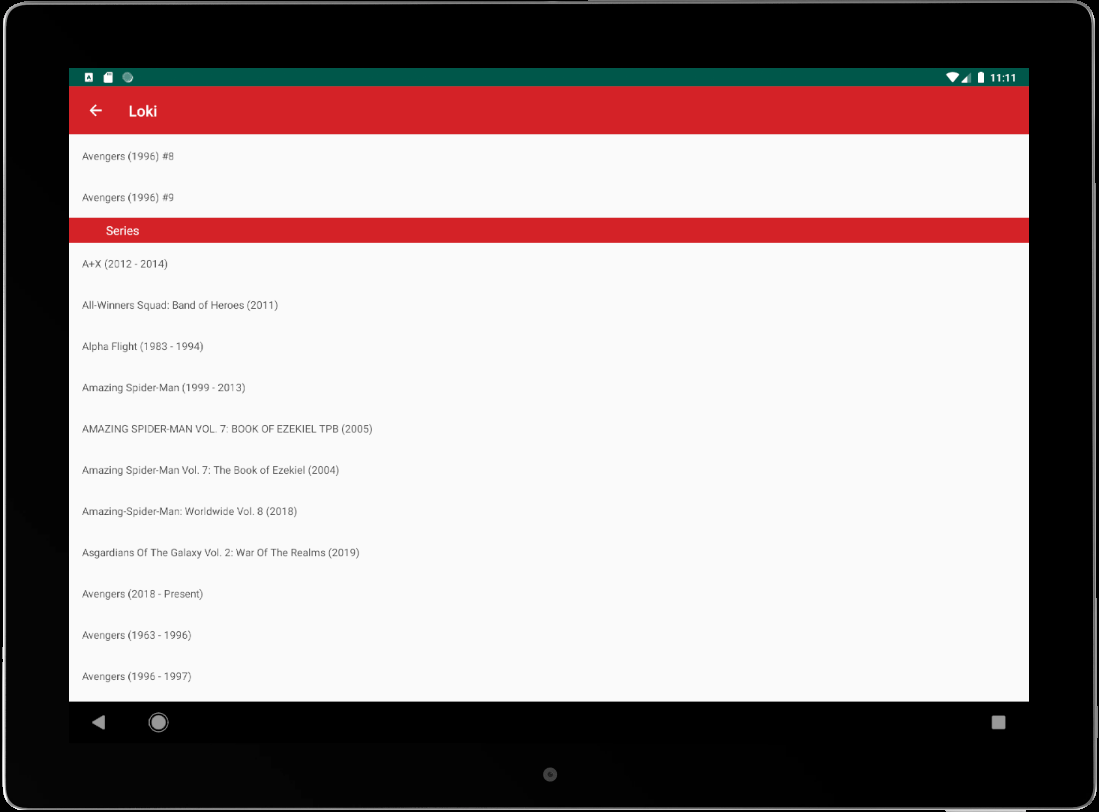 11:11
Loki
Avengers (1996) #8
Avengers (1996) #9
Series
A+X (2012 - 2014)
All-Winners Squad: Band of Heroes (2011)
Alpha Flight (1983 - 1994)
Amazing Spider-Man (1999 - 2013)
AMAZING SPIDER-MAN VOL. 7: BOOK OF EZEKIEL TPB (2005)
Amazing Spider-Man Vol. 7: The Book of Ezekiel (2004)
Amazing-Spider-Man: Worldwide Vol. 8 (2018)
Asgardians Of The Galaxy Vol. 2: War Of The Realms (2019)
Avengers (2018 - Present)
Avengers (1963 - 1996)
Avengers (1996 - 1997)